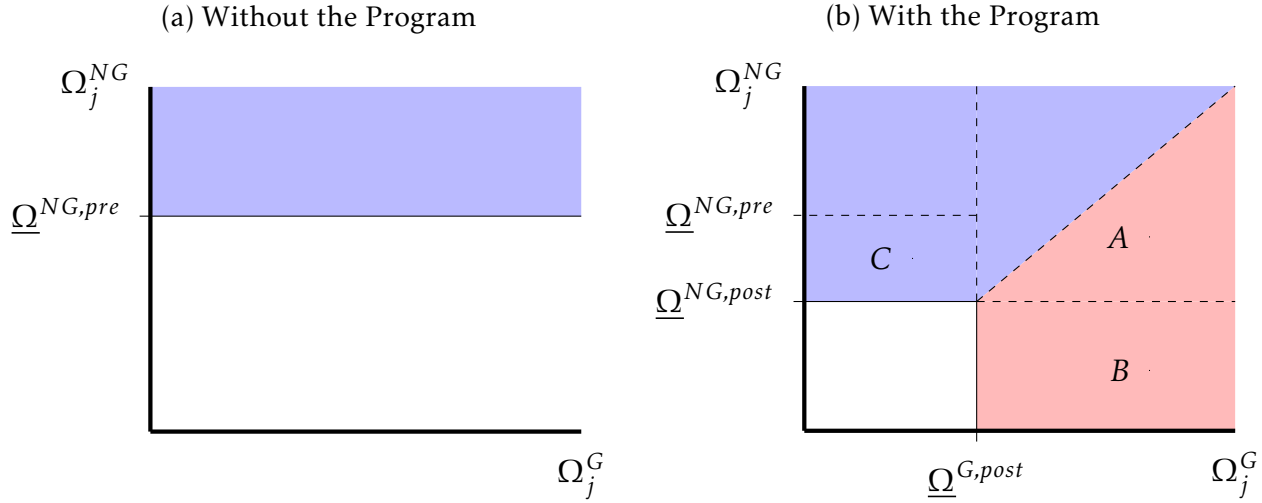 (a) Without the Program
Ω_j^{NG}
Ω̲^{NG,pre}
Ω_j^G
(b) With the Program
Ω_j^{NG}
Ω̲^{NG,pre}
C
A
Ω̲^{NG,post}
B
Ω̲^{G,post}
Ω_j^G